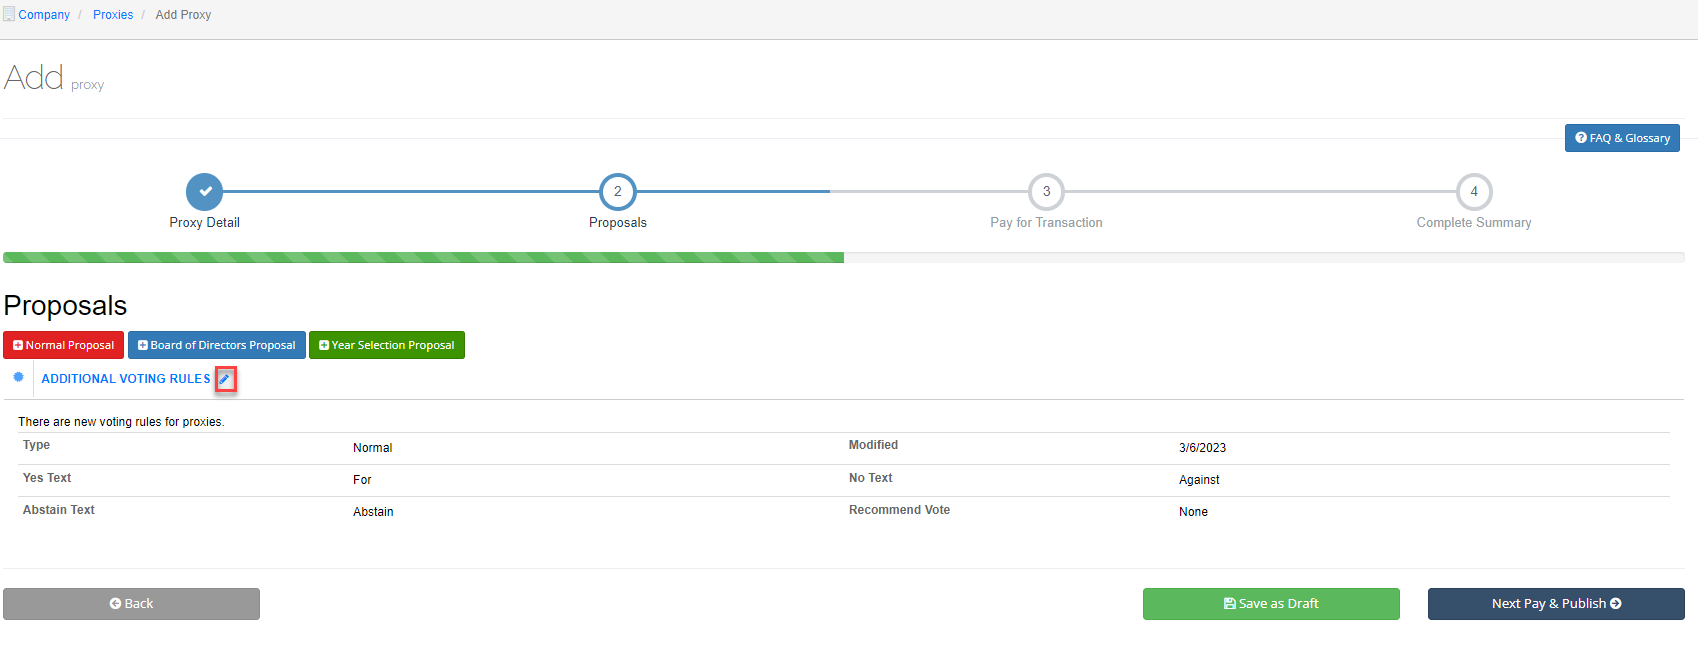 Company / Proxies / Add Proxy
Add proxy
FAQ & Glossary
2 3 4
Proxy Detail Proposals Pay for Transaction Complete Summary
Proposals
Normal Proposal Board of Directors Proposal Year Selection Proposal
ADDITIONAL VOTING RULES
There are new voting rules for proxies.
Type Normal Modified 3/6/2023
Yes Text For No Text Against
Abstain Text Abstain Recommend Vote None
Back Save as Draft Next Pay & Publish